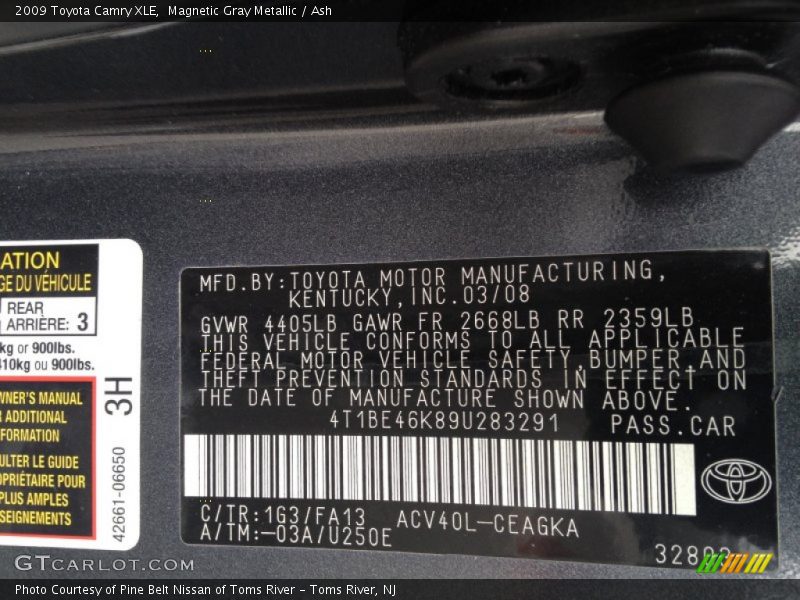 2009 Toyota Camry XLE,  Magnetic Gray Metallic / Ash
ATION
GE DU VÉHICULE
REAR
ARRIÈRE: 3
kg or 900lbs.
410kg ou 900lbs.
WNER'S MANUAL
R ADDITIONAL
FORMATION
ULTER LE GUIDE
OPRIÉTAIRE POUR
PLUS AMPLES
SEIGNEMENTS
3H
42661-06650
MFD.BY:TOYOTA MOTOR MANUFACTURING,
KENTUCKY,INC.03/08
GVWR 4405LB GAWR FR 2668LB RR 2359LB
THIS VEHICLE CONFORMS TO ALL APPLICABLE
FEDERAL MOTOR VEHICLE SAFETY,BUMPER,AND
THEFT PREVENTION STANDARDS IN EFFECT ON
THE DATE OF MANUFACTURE SHOWN ABOVE.
4T1BE46K89U283291 PASS.CAR
C/TR:1G3/FA13 ACV40L-CEAGKA
A/TM:-03A/U250E
GTCarLot.com
Photo Courtesy of Pine Belt Nissan of Toms River – Toms River, NJ